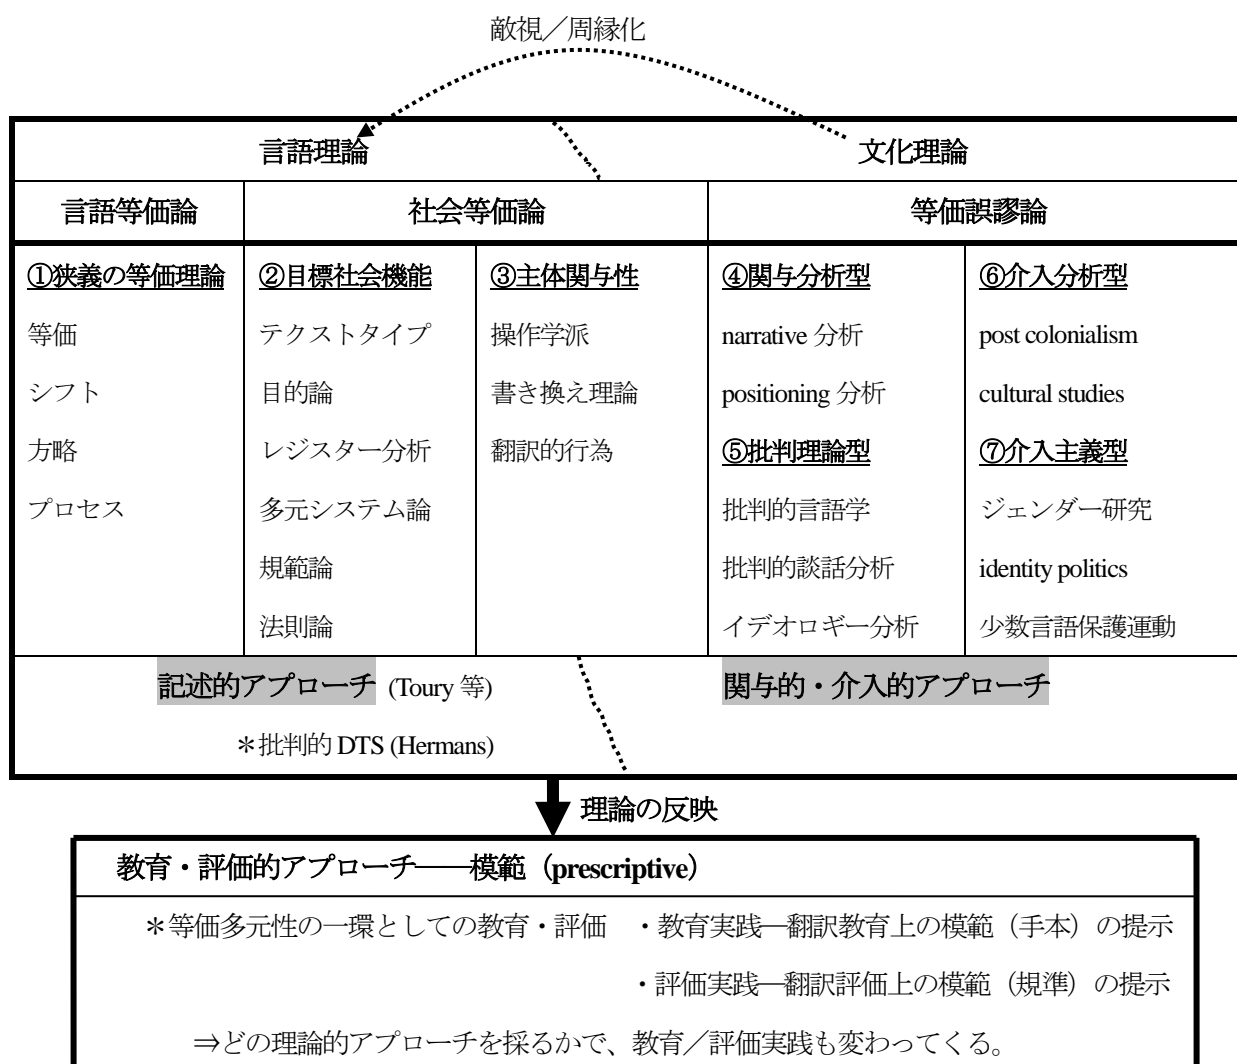 敵視／周縁化
言語理論 文化理論
言語等価論 社会等価論 等価誤謬論
①狭義の等価理論 ②目標社会機能 ③主体関与性 ④関与分析型 ⑥介入分析型
等価 テクストタイプ 操作学派 narrative 分析 post colonialism
シフト 目的論 書き換え理論 positioning 分析 cultural studies
方略 レジスター分析 翻訳的行為 ⑤批判理論型 ⑦介入主義型
プロセス 多元システム論 批判的言語学 ジェンダー研究
規範論 批判的談話分析 identity politics
法則論 イデオロギー分析 少数言語保護運動
記述的アプローチ (Toury 等) 関与的・介入的アプローチ
＊批判的 DTS (Hermans)
理論の反映
教育・評価的アプローチ――模範（prescriptive）
＊等価多元性の一環としての教育・評価 ・教育実践―翻訳教育上の模範（手本）の提示
・評価実践―翻訳評価上の模範（規準）の提示
⇒どの理論的アプローチを採るかで、教育／評価実践も変わってくる。